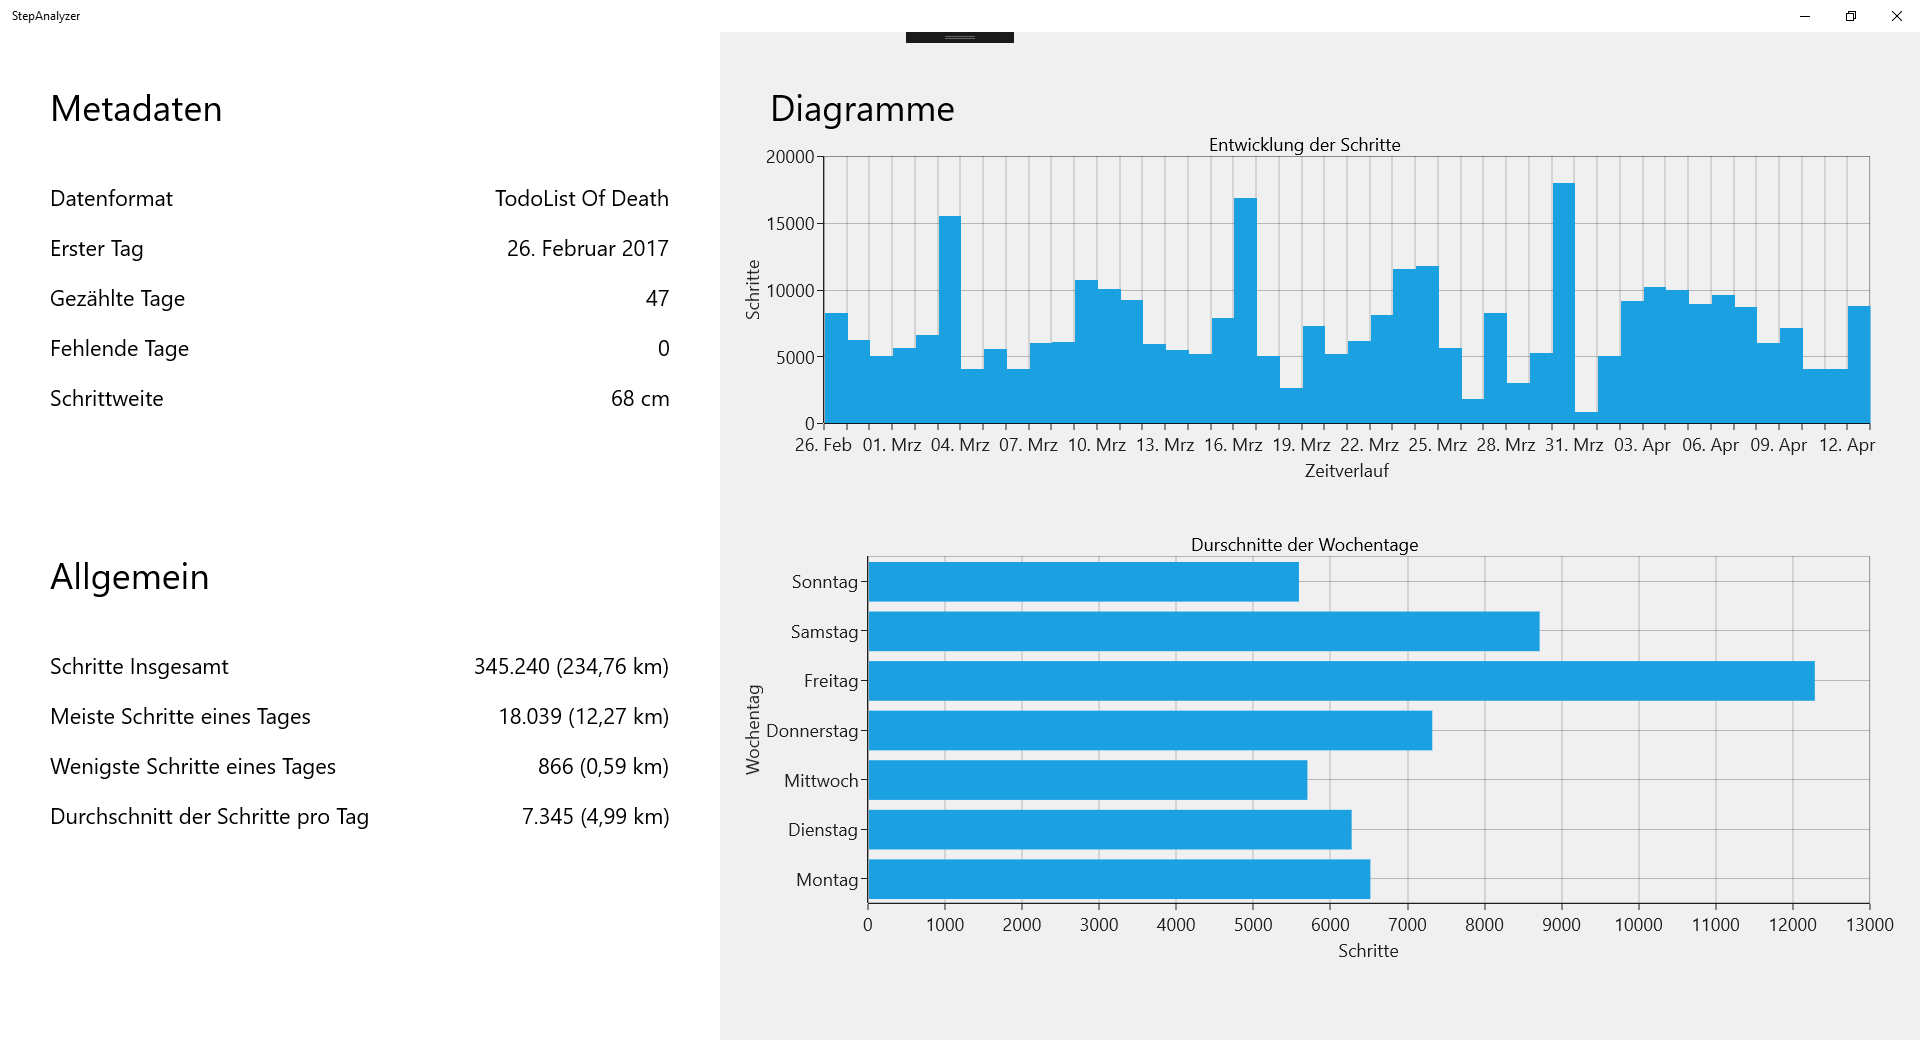 StepAnalyzer
Metadaten
Datenformat TodoList Of Death
Erster Tag 26. Februar 2017
Gezählte Tage 47
Fehlende Tage 0
Schrittweite 68 cm
Allgemein
Schritte Insgesamt 345.240 (234,76 km)
Meiste Schritte eines Tages 18.039 (12,27 km)
Wenigste Schritte eines Tages 866 (0,59 km)
Durchschnitt der Schritte pro Tag 7.345 (4,99 km)
Diagramme
Entwicklung der Schritte
Schritte
20000
15000
10000
5000
0
26. Feb 01. Mrz 04. Mrz 07. Mrz 10. Mrz 13. Mrz 16. Mrz 19. Mrz 22. Mrz 25. Mrz 28. Mrz 31. Mrz 03. Apr 06. Apr 09. Apr 12. Apr
Zeitverlauf
Durschnitte der Wochentage
Wochentag
Sonntag
Samstag
Freitag
Donnerstag
Mittwoch
Dienstag
Montag
0 1000 2000 3000 4000 5000 6000 7000 8000 9000 10000 11000 12000 13000
Schritte